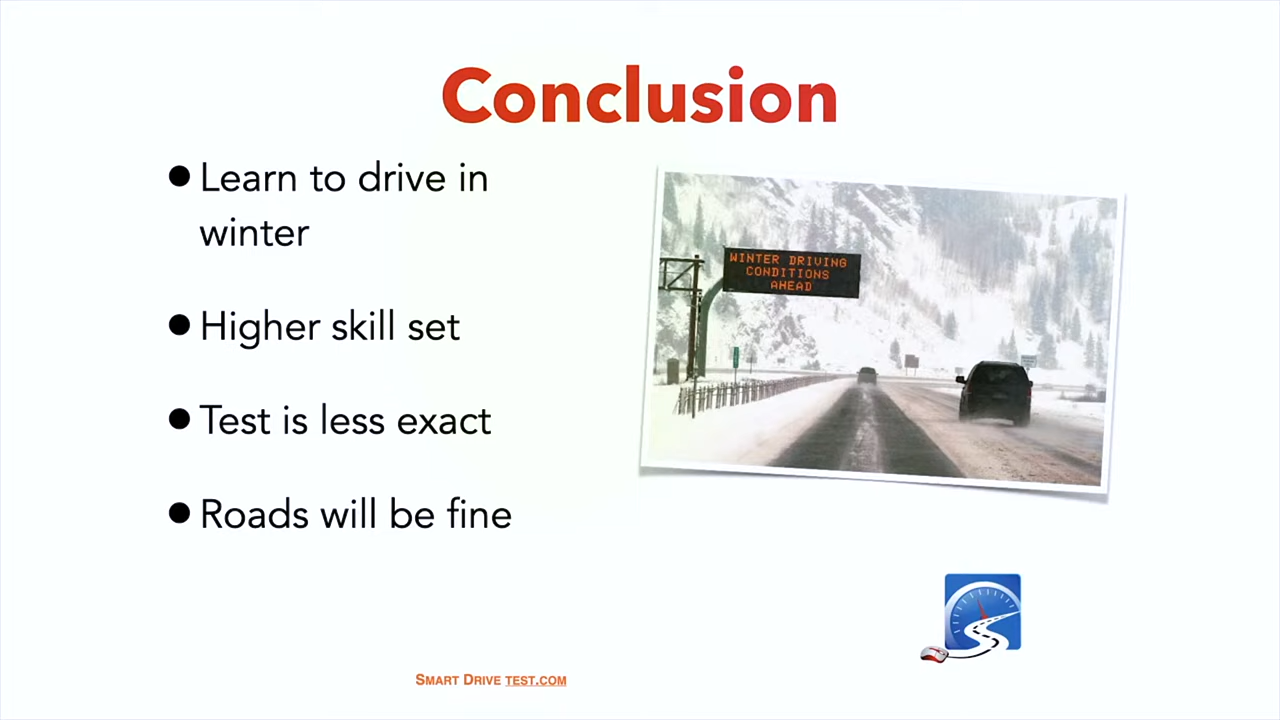 Conclusion
● Learn to drive in
winter
● Higher skill set
● Test is less exact
● Roads will be fine
WINTER DRIVING
CONDITIONS
AHEAD
SMART DRIVE TEST.COM